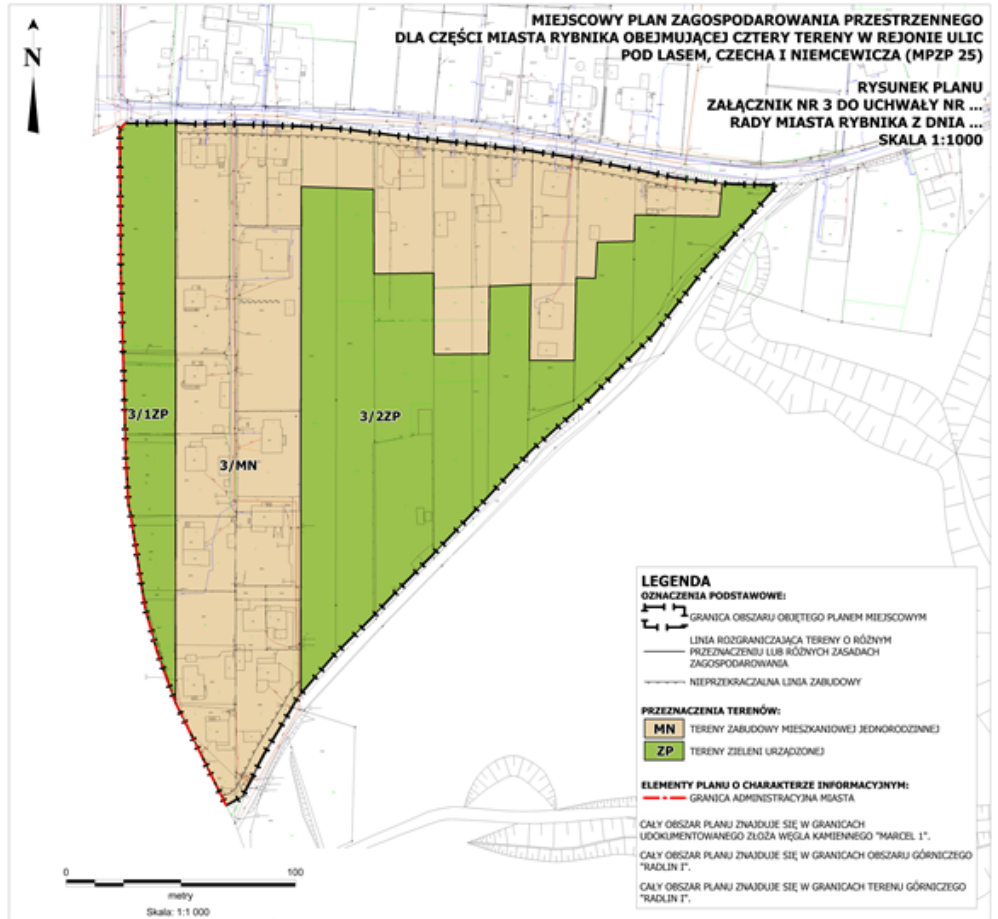 N
MIEJSCOWY PLAN ZAGOSPODAROWANIA PRZESTRZENNEGO
DLA CZĘŚCI MIASTA RYBNIKA OBEJMUJĄCEJ CZTERY TERENY W REJONIE ULIC
POD LASEM, CZECHA I NIEMCEWICZA (MPZP 25)
RYSUNEK PLANU
ZAŁĄCZNIK NR 3 DO UCHWAŁY NR ...
RADY MIASTA RYBNIKA Z DNIA ...
SKALA 1:1000
3/1ZP
3/2ZP
3/MN
LEGENDA
OZNACZENIA PODSTAWOWE:
GRANICA OBSZARU OBJĘTEGO PLANEM MIEJSCOWYM
LINIA ROZGRANICZAJĄCA TERENY O RÓŻNYM
PRZEZNACZENIU LUB RÓŻNYCH ZASADACH
ZAGOSPODAROWANIA
NIEPRZEKRACZALNA LINIA ZABUDOWY
PRZEZNACZENIA TERENÓW:
MN TERENY ZABUDOWY MIESZKANIOWEJ JEDNORODZINNEJ
ZP TERENY ZIELENI URZĄDZONEJ
ELEMENTY PLANU O CHARAKTERZE INFORMACYJNYM:
GRANICA ADMINISTRACYJNA MIASTA
CAŁY OBSZAR PLANU ZNAJDUJE SIĘ W GRANICACH
UDOKUMENTOWANEGO ZŁOŻA WĘGLA KAMIENNEGO "MARCEL 1".
CAŁY OBSZAR PLANU ZNAJDUJE SIĘ W GRANICACH OBSZARU GÓRNICZEGO
"RADLIN I".
CAŁY OBSZAR PLANU ZNAJDUJE SIĘ W GRANICACH TERENU GÓRNICZEGO
"RADLIN I".
0 100
metry
Skala: 1:1 000